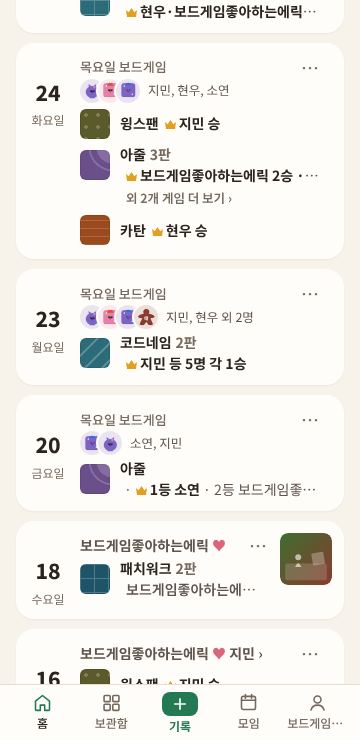 현우·보드게임좋아하는에릭…
목요일 보드게임 ···
24
화요일
지민, 현우, 소연
윙스팬 지민 승
아줄 3판
보드게임좋아하는에릭 2승 · …
외 2개 게임 더 보기 ›
카탄 현우 승
목요일 보드게임 ···
23
월요일
지민, 현우 외 2명
코드네임 2판
지민 등 5명 각 1승
목요일 보드게임 ···
20
금요일
소연, 지민
아줄
· 1등 소연 · 2등 보드게임좋…
보드게임좋아하는에릭 ♥ ···
18
수요일
패치워크 2판
보드게임좋아하는에…
보드게임좋아하는에릭 ♥ 지민 › ···
16
윙스팬 지민 승
홈
보관함
기록
모임
보드게임…